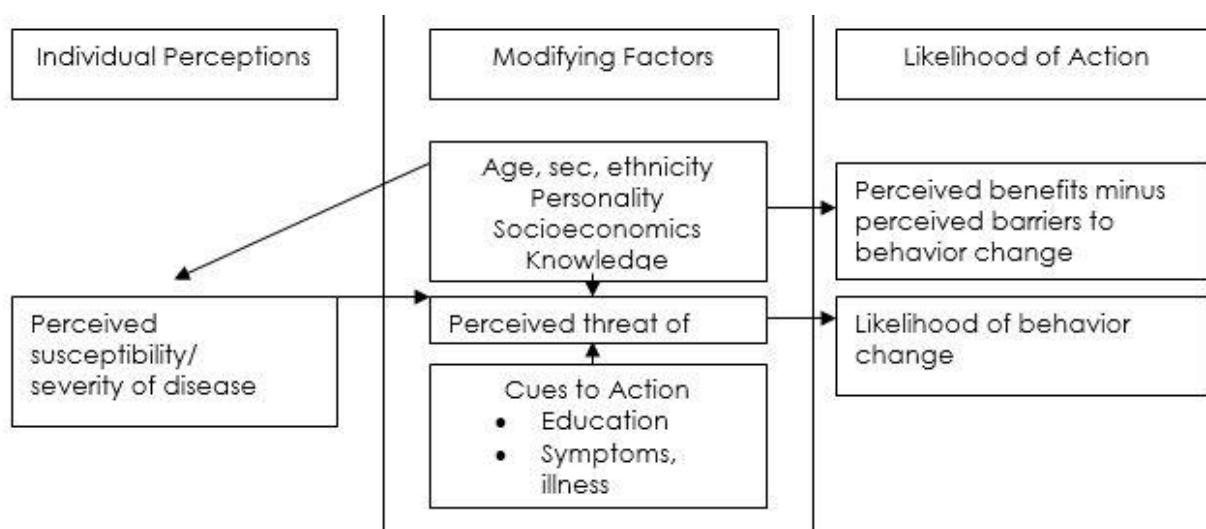 Individual Perceptions
Modifying Factors
Likelihood of Action
Age, sec, ethnicity
Personality
Socioeconomics
Knowledge
Perceived benefits minus
perceived barriers to
behavior change
Perceived
susceptibility/
severity of disease
Perceived threat of
Likelihood of behavior
change
Cues to Action
• Education
• Symptoms,
illness